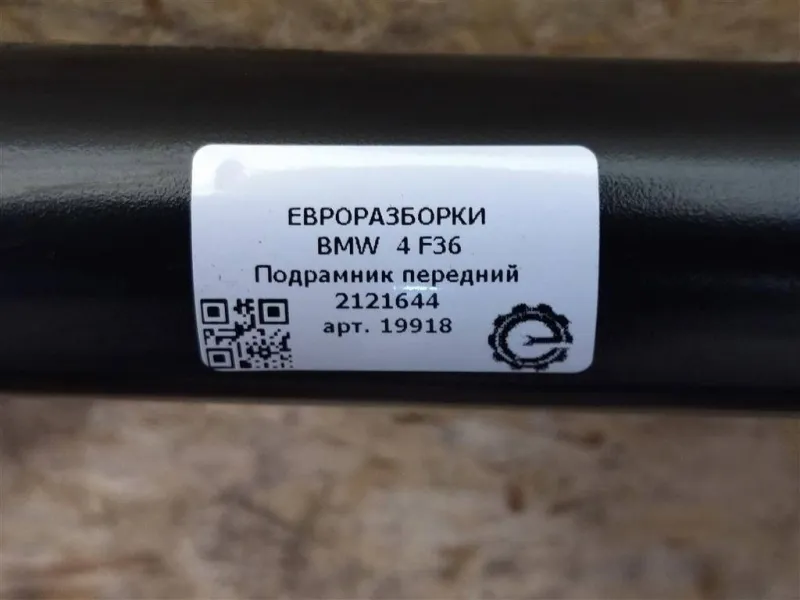 ЕВРОРАЗБОРКИ
BMW 4 F36
Подрамник передний
2121644
арт. 19918